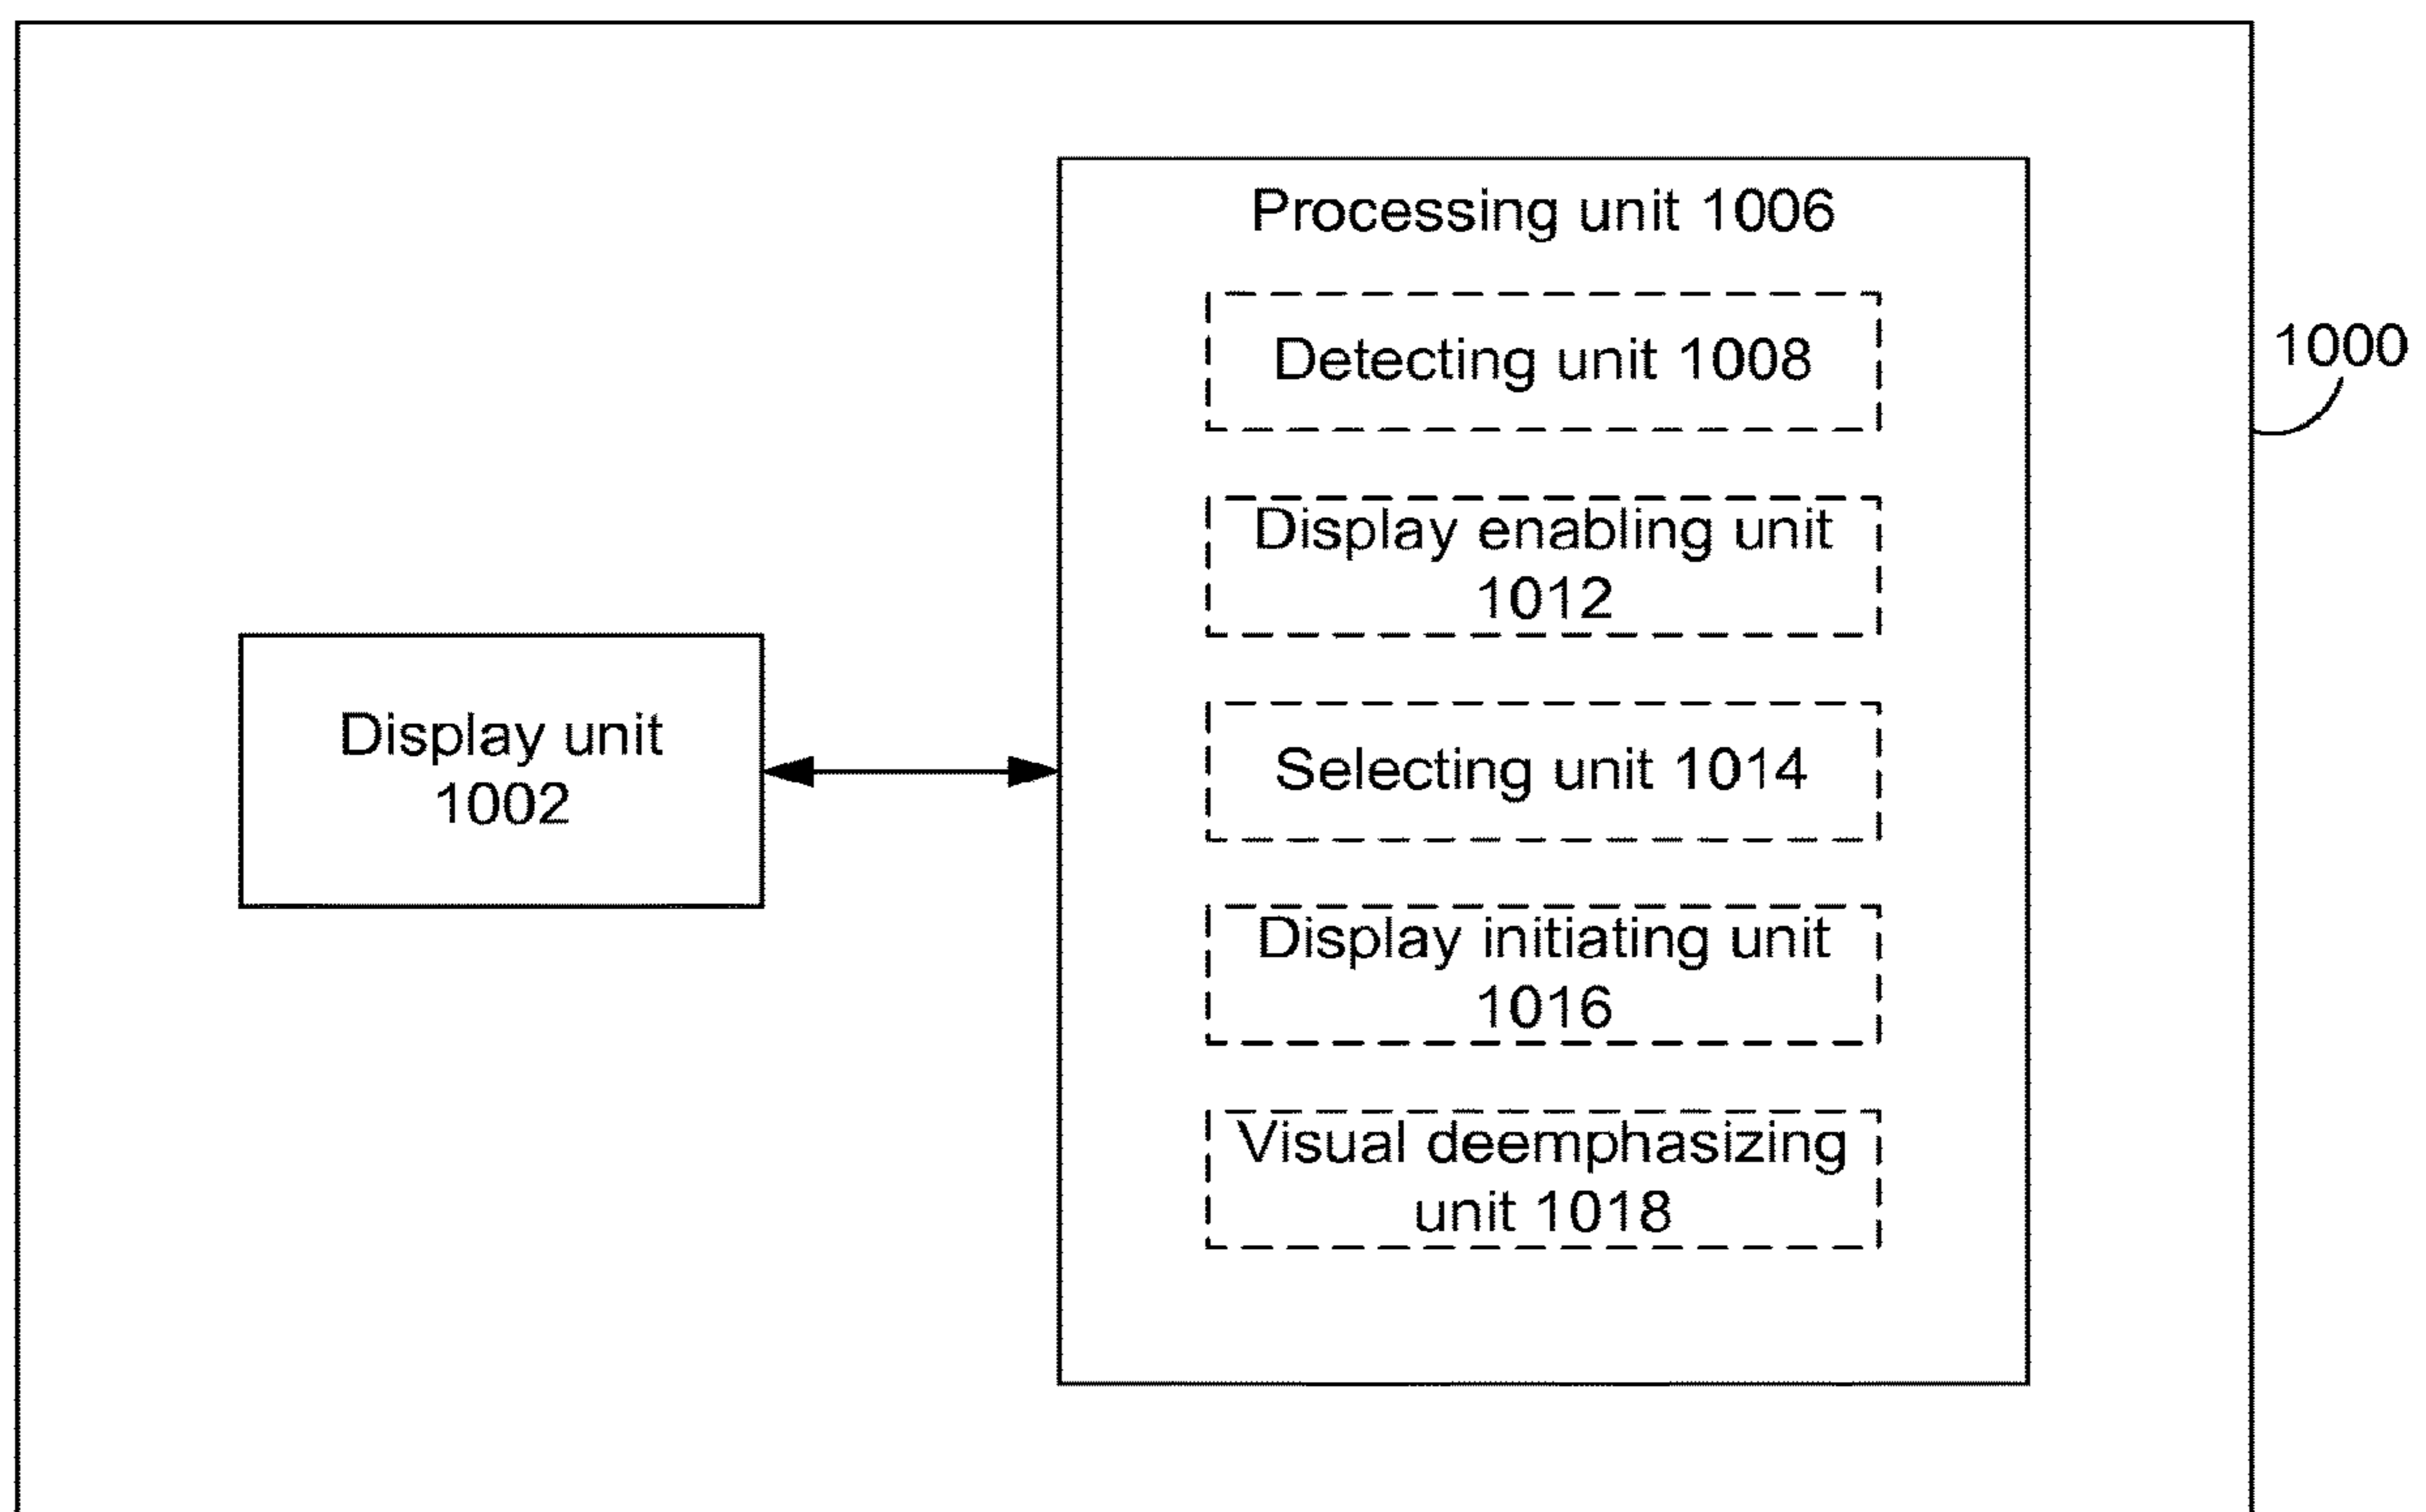 Processing unit 1006
Detecting unit 1008
1000
Display enabling unit
1012
Display unit
1002
Selecting unit 1014
Display initiating unit
1016
Visual deemphasizing
unit 1018